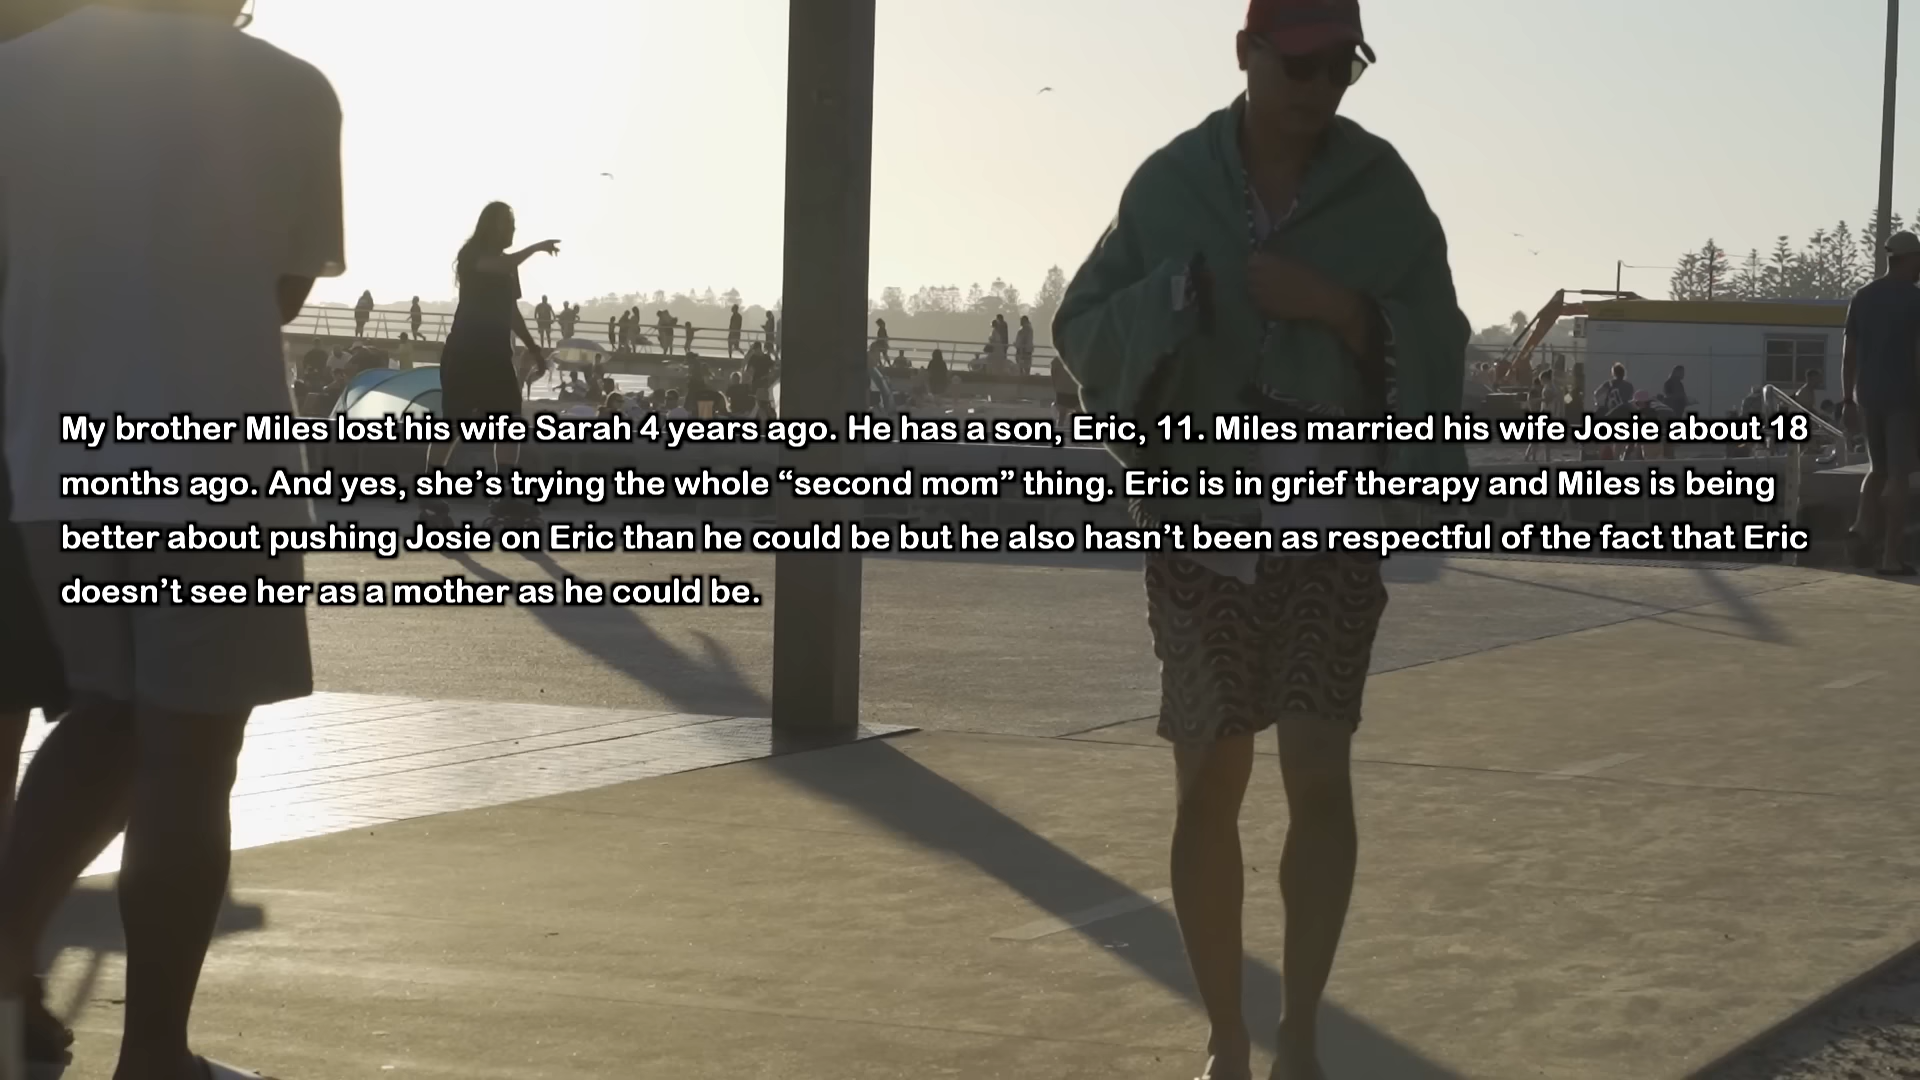 My brother Miles lost his wife Sarah 4 years ago. He has a son, Eric, 11. Miles married his wife Josie about 18
months ago. And yes, she’s trying the whole “second mom” thing. Eric is in grief therapy and Miles is being
better about pushing Josie on Eric than he could be but he also hasn’t been as respectful of the fact that Eric
doesn’t see her as a mother as he could be.